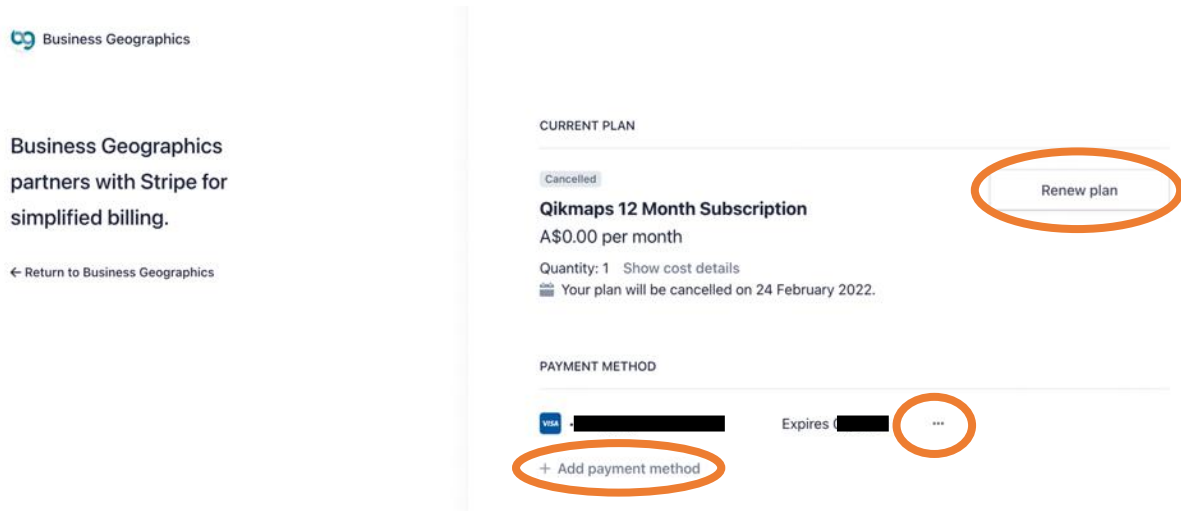 Business Geographics
Business Geographics
partners with Stripe for
simplified billing.
← Return to Business Geographics
CURRENT PLAN
Cancelled
Renew plan
Qikmaps 12 Month Subscription
A$0.00 per month
Quantity: 1 Show cost details
Your plan will be cancelled on 24 February 2022.
PAYMENT METHOD
VISA Expires ···
+ Add payment method